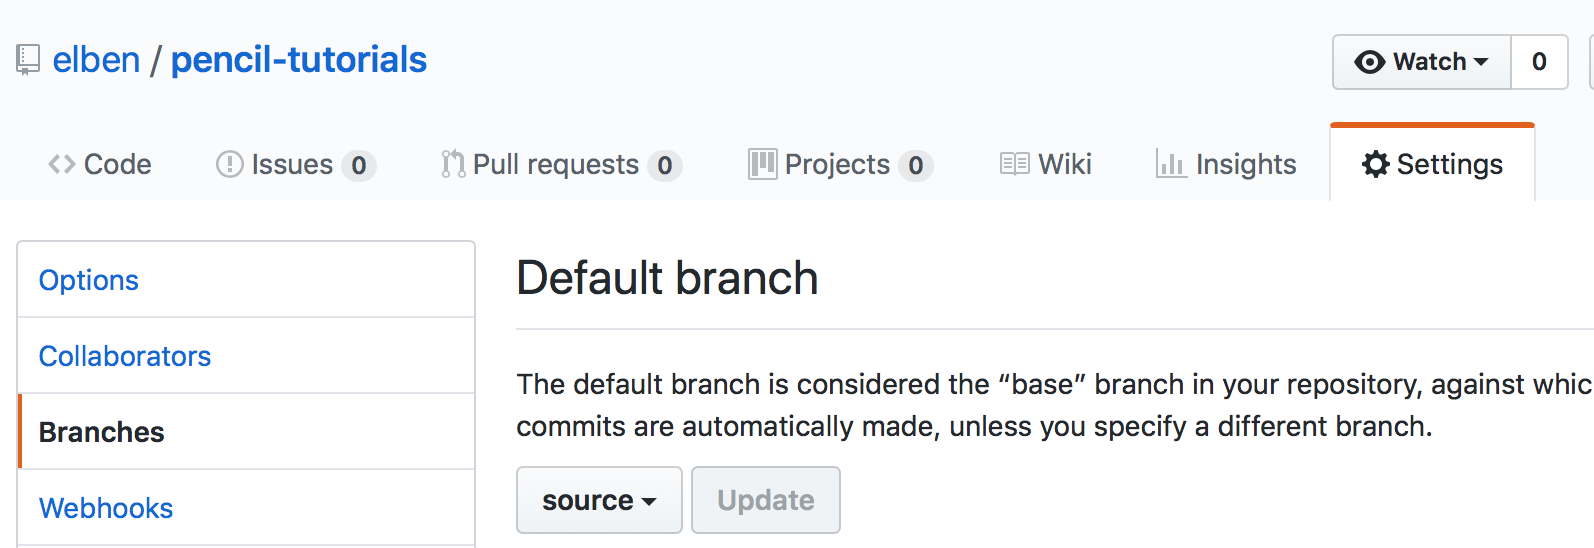 elben / pencil-tutorials
Watch 0
Code Issues 0 Pull requests 0 Projects 0 Wiki Insights Settings
Options
Collaborators
Branches
Webhooks
Default branch
The default branch is considered the “base” branch in your repository, against
commits are automatically made, unless you specify a different branch.
source Update